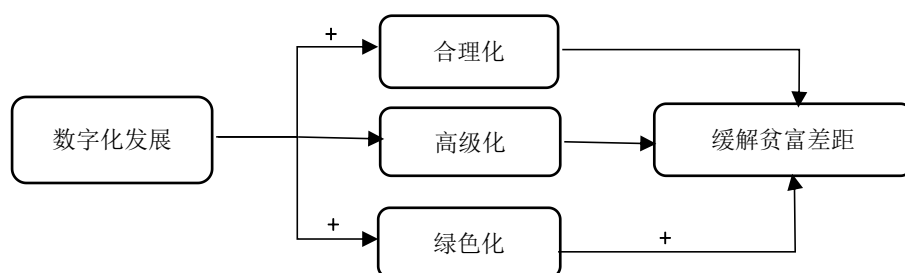 +
合理化
数字化发展
高级化
缓解贫富差距
+
绿色化
+